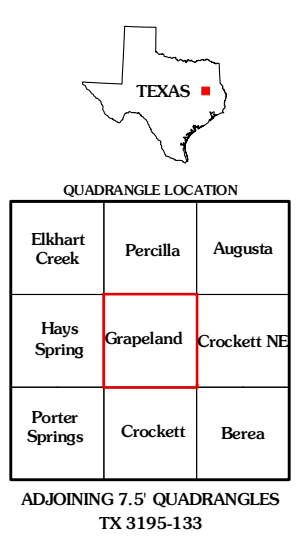 TEXAS
QUADRANGLE LOCATION
Elkhart
Creek
Percilla
Augusta
Hays
Spring
Grapeland
Crockett NE
Porter
Springs
Crockett
Berea
ADJOINING 7.5' QUADRANGLES
TX 3195-133